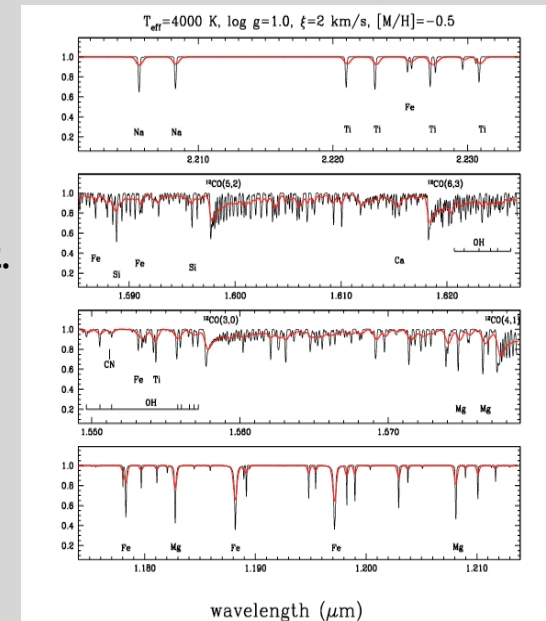 T_eff=4000 K, log g=1.0, ξ=2 km/s, [M/H]=−0.5
1.0
0.8
0.6
0.4
0.2
Na Na Ti Ti Fe Ti Ti
2.210 2.220 2.230
¹²CO(5,2) ¹²CO(6,3)
1.0
0.8
0.6
0.4
0.2
Fe Si Fe Si Ca OH
1.590 1.600 1.610 1.620
¹²CO(3,0) ¹²CO(4,1)
1.0
0.8
0.6
0.4
0.2
CN Fe Ti OH Mg Mg
1.550 1.560 1.570
1.0
0.8
0.6
0.4
0.2
Fe Mg Fe Fe Mg
1.180 1.190 1.200 1.210
wavelength (μm)